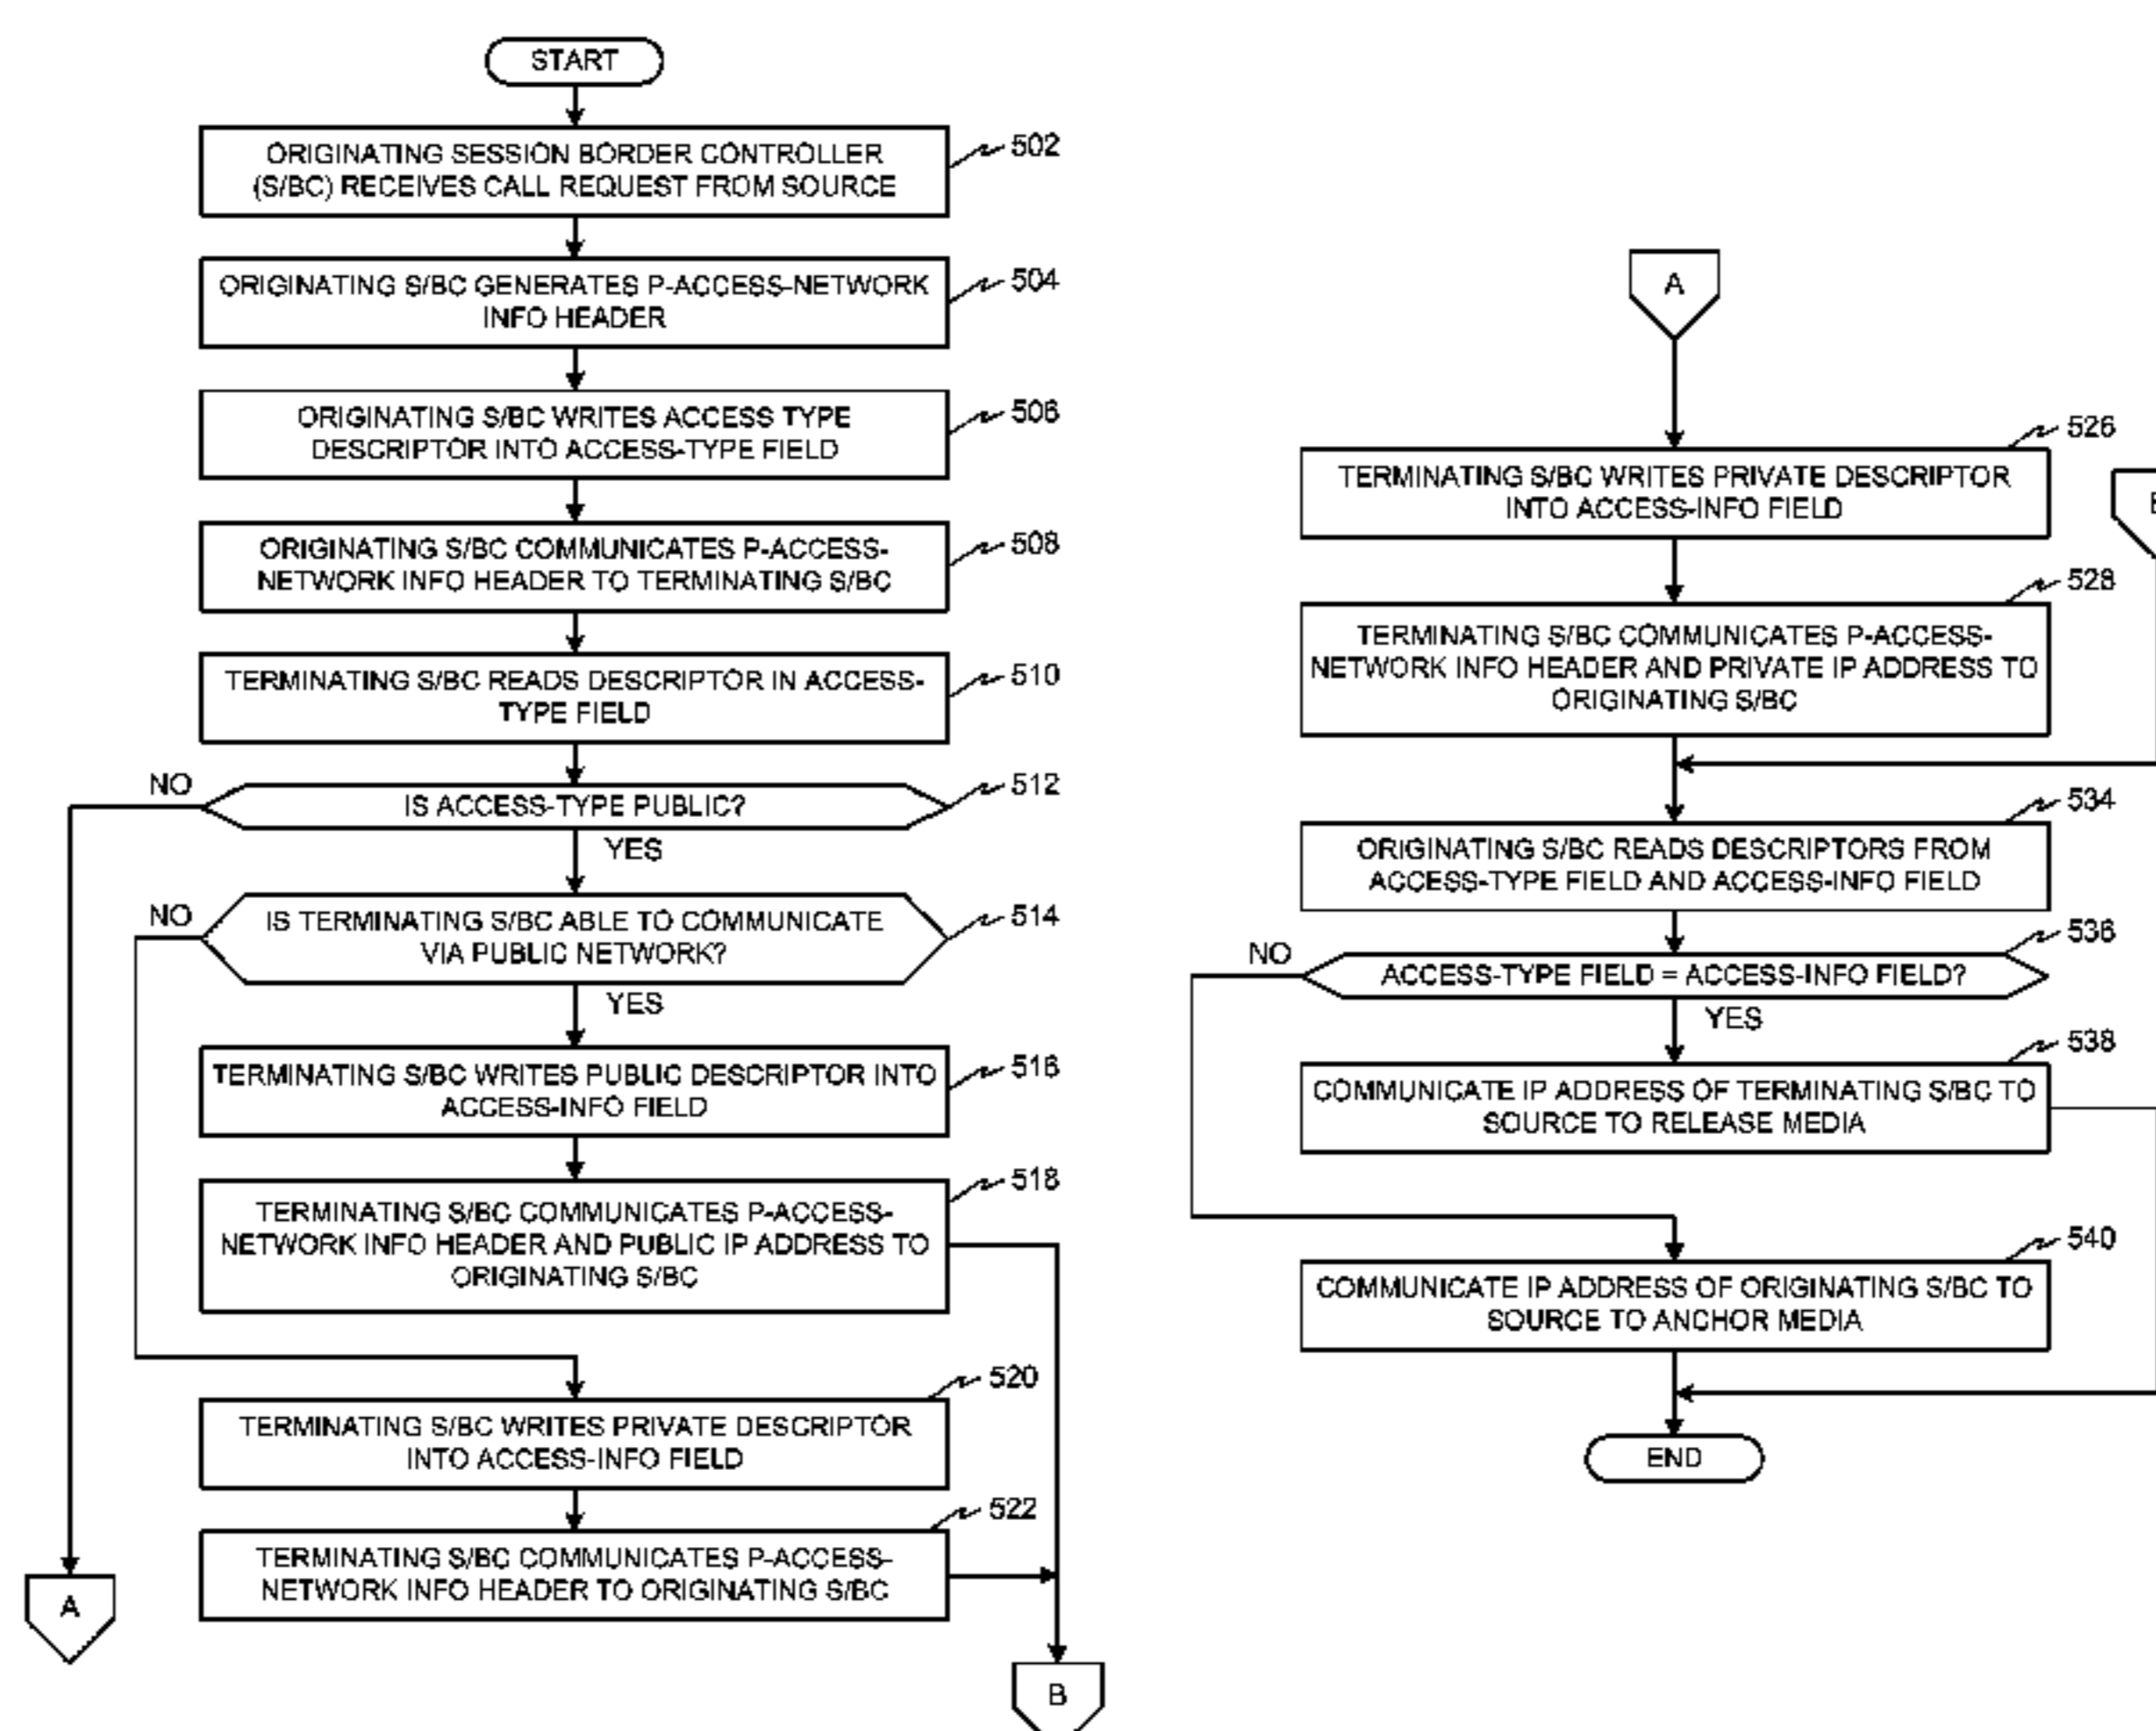 START
ORIGINATING SESSION BORDER CONTROLLER
(S/BC) RECEIVES CALL REQUEST FROM SOURCE
502
ORIGINATING S/BC GENERATES P-ACCESS-NETWORK
INFO HEADER
504
ORIGINATING S/BC WRITES ACCESS TYPE
DESCRIPTOR INTO ACCESS-TYPE FIELD
506
ORIGINATING S/BC COMMUNICATES P-ACCESS-
NETWORK INFO HEADER TO TERMINATING S/BC
508
TERMINATING S/BC READS DESCRIPTOR IN ACCESS-
TYPE FIELD
510
NO
IS ACCESS-TYPE PUBLIC?
512
YES
NO
IS TERMINATING S/BC ABLE TO COMMUNICATE
VIA PUBLIC NETWORK?
514
YES
TERMINATING S/BC WRITES PUBLIC DESCRIPTOR INTO
ACCESS-INFO FIELD
516
TERMINATING S/BC COMMUNICATES P-ACCESS-
NETWORK INFO HEADER AND PUBLIC IP ADDRESS TO
ORIGINATING S/BC
518
TERMINATING S/BC WRITES PRIVATE DESCRIPTOR
INTO ACCESS-INFO FIELD
520
TERMINATING S/BC COMMUNICATES P-ACCESS-
NETWORK INFO HEADER TO ORIGINATING S/BC
522
A
B
A
TERMINATING S/BC WRITES PRIVATE DESCRIPTOR
INTO ACCESS-INFO FIELD
526
TERMINATING S/BC COMMUNICATES P-ACCESS-
NETWORK INFO HEADER AND PRIVATE IP ADDRESS TO
ORIGINATING S/BC
528
ORIGINATING S/BC READS DESCRIPTORS FROM
ACCESS-TYPE FIELD AND ACCESS-INFO FIELD
534
NO
ACCESS-TYPE FIELD = ACCESS-INFO FIELD?
536
YES
COMMUNICATE IP ADDRESS OF TERMINATING S/BC TO
SOURCE TO RELEASE MEDIA
538
COMMUNICATE IP ADDRESS OF ORIGINATING S/BC TO
SOURCE TO ANCHOR MEDIA
540
END